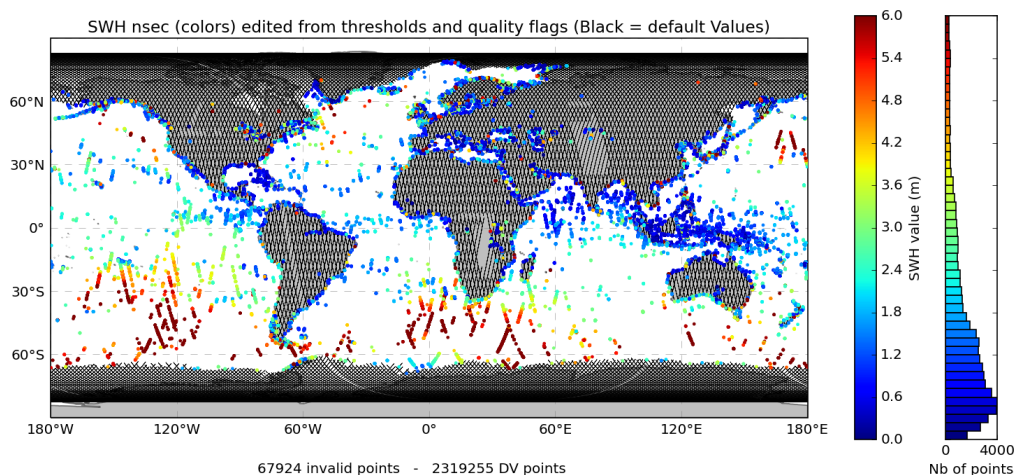 SWH nsec (colors) edited from thresholds and quality flags (Black = default Values)
60°N
30°N
0°
30°S
60°S
180°W 120°W 60°W 0° 60°E 120°E 180°E
67924 invalid points - 2319255 DV points
6.0
5.4
4.8
4.2
3.6
3.0
2.4
1.8
1.2
0.6
0.0
SWH value (m)
0 4000
Nb of points